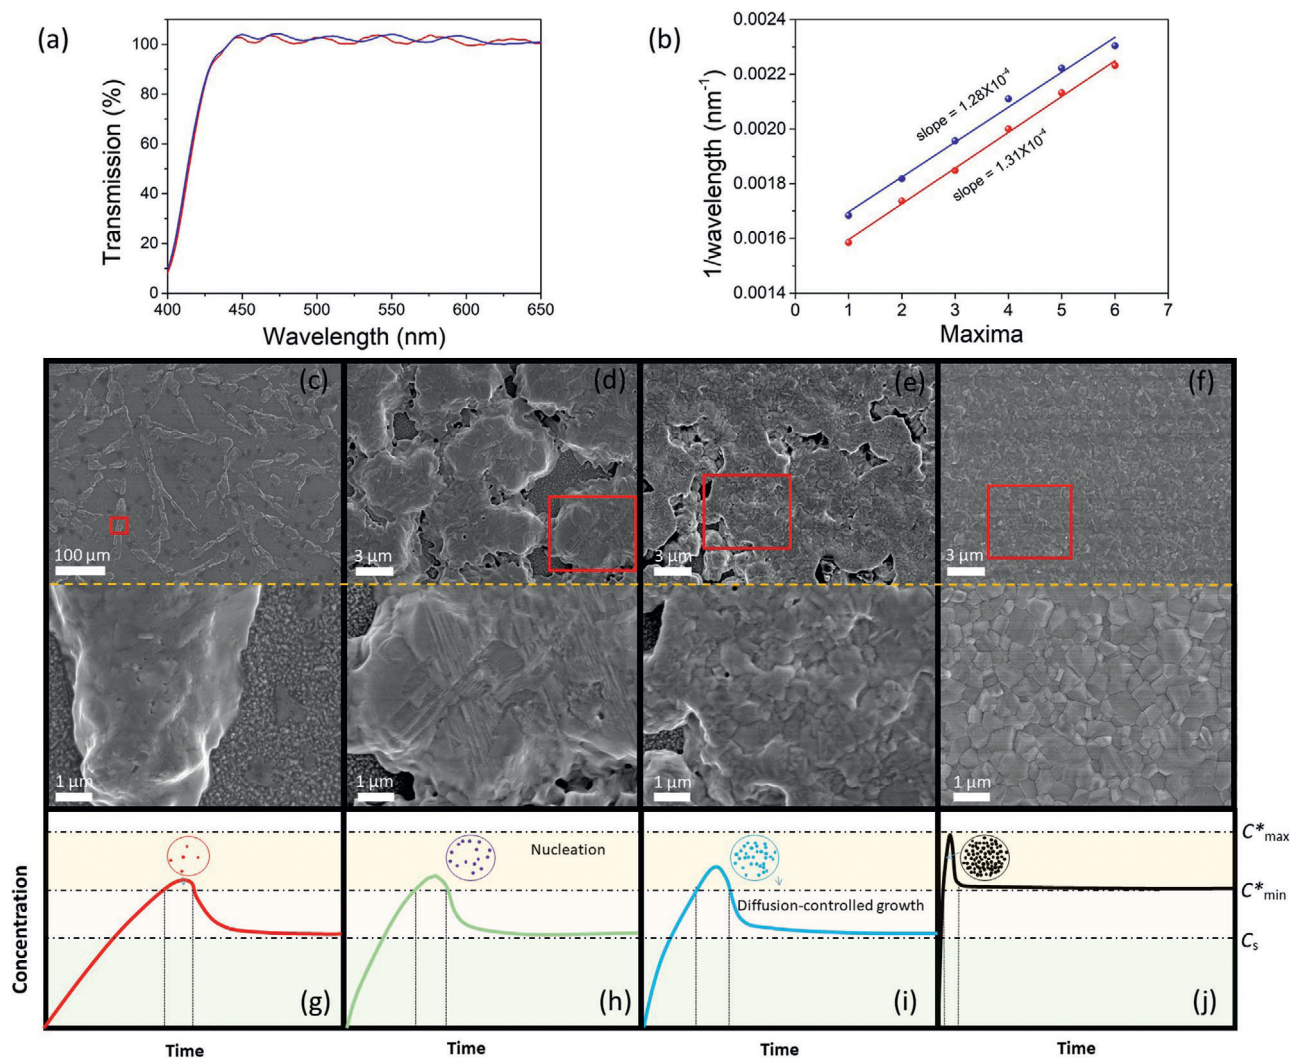 (a)
Transmission (%)
100
80
60
40
20
0
400
450
500
550
600
650
Wavelength (nm)
(b)
1/wavelength (nm⁻¹)
0.0024
0.0022
0.0020
0.0018
0.0016
0.0014
slope = 1.28X10⁻⁴
slope = 1.31X10⁻⁴
0
1
2
3
4
5
6
7
Maxima
(c)
100 µm
(d)
3 µm
(e)
3 µm
(f)
3 µm
1 µm
1 µm
1 µm
1 µm
Concentration
Nucleation
Diffusion-controlled growth
C*max
C*min
Cs
(g)
(h)
(i)
(j)
Time
Time
Time
Time